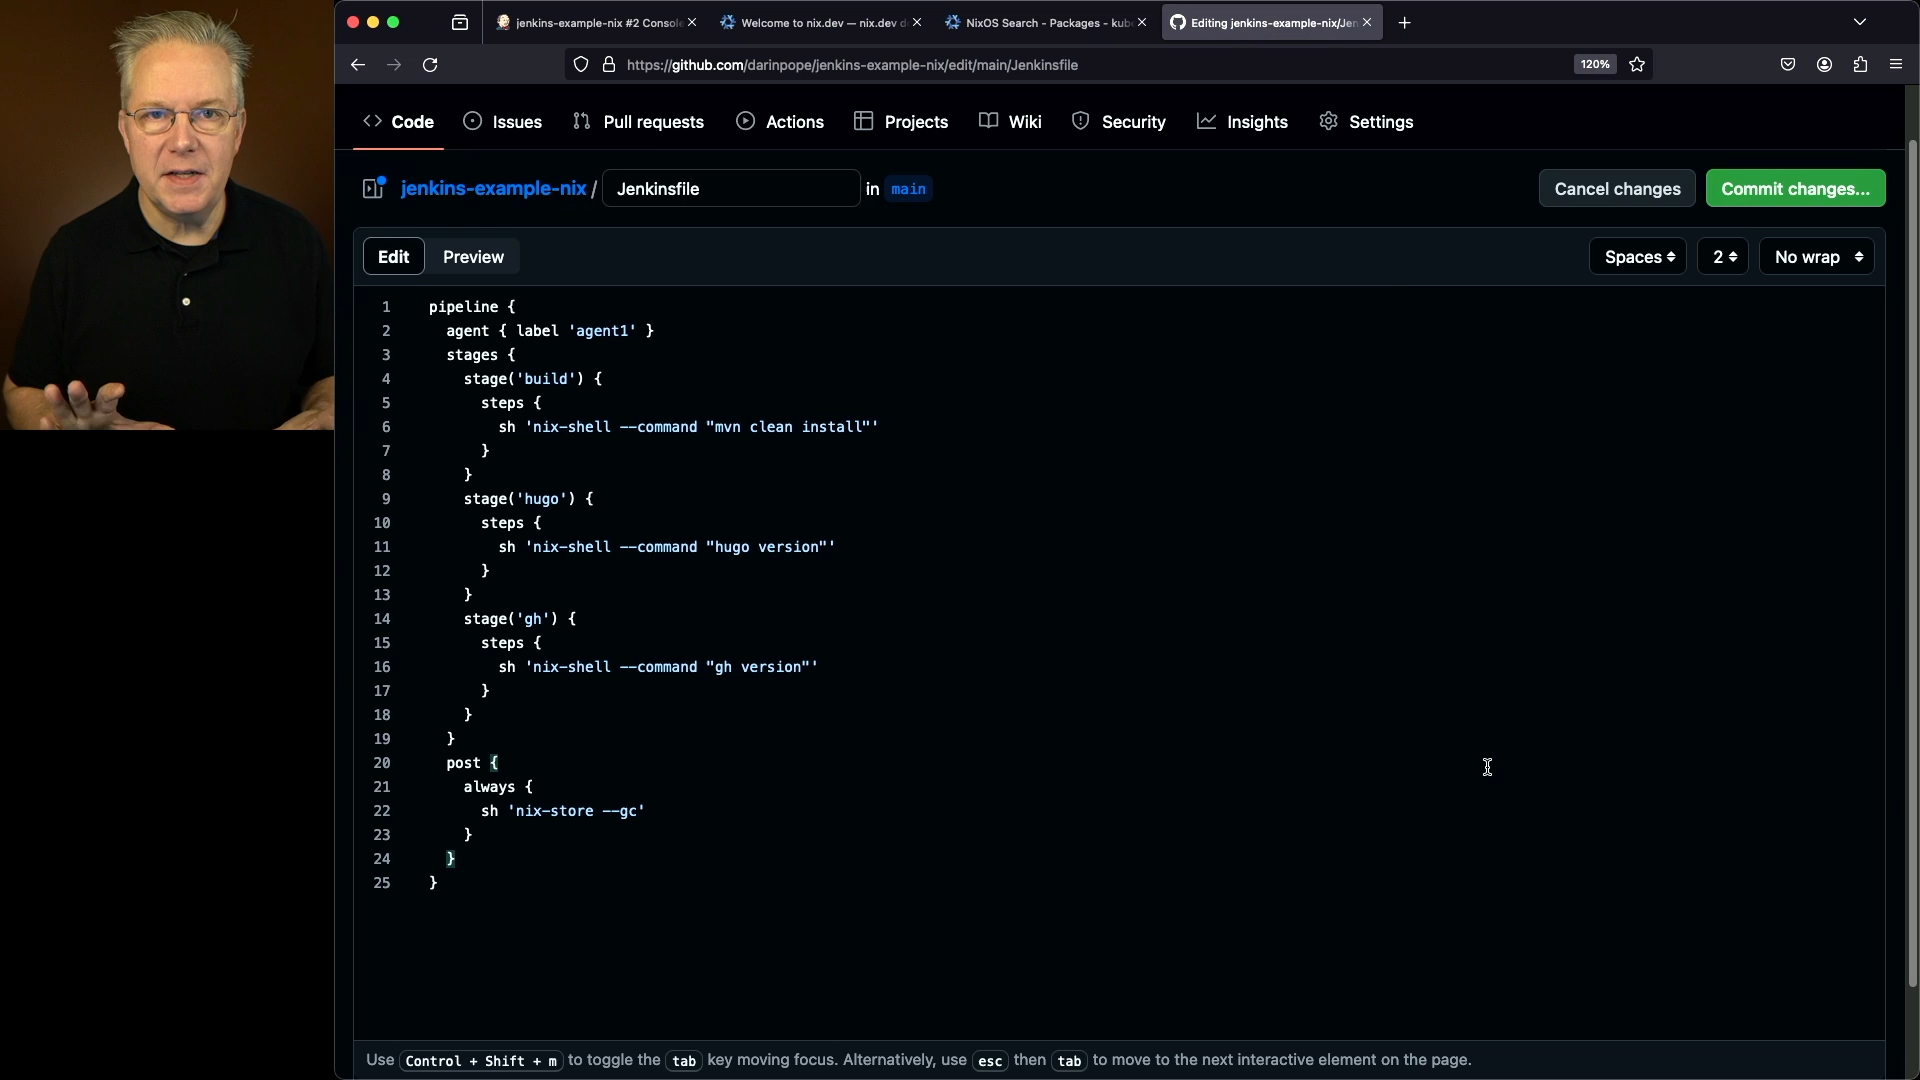 jenkins-example-nix #2 Console
Welcome to nix.dev — nix.dev d
NixOS Search - Packages - kub
Editing jenkins-example-nix/Jen
https://github.com/darinpope/jenkins-example-nix/edit/main/Jenkinsfile
120%
Code
Issues
Pull requests
Actions
Projects
Wiki
Security
Insights
Settings
jenkins-example-nix / Jenkinsfile in main
Cancel changes
Commit changes...
Edit
Preview
Spaces
2
No wrap
1 pipeline {
2 agent { label 'agent1' }
3 stages {
4 stage('build') {
5 steps {
6 sh 'nix-shell --command "mvn clean install"'
7 }
8 }
9 stage('hugo') {
10 steps {
11 sh 'nix-shell --command "hugo version"'
12 }
13 }
14 stage('gh') {
15 steps {
16 sh 'nix-shell --command "gh version"'
17 }
18 }
19 }
20 post {
21 always {
22 sh 'nix-store --gc'
23 }
24 }
25 }
Use Control + Shift + m to toggle the tab key moving focus. Alternatively, use esc then tab to move to the next interactive element on the page.